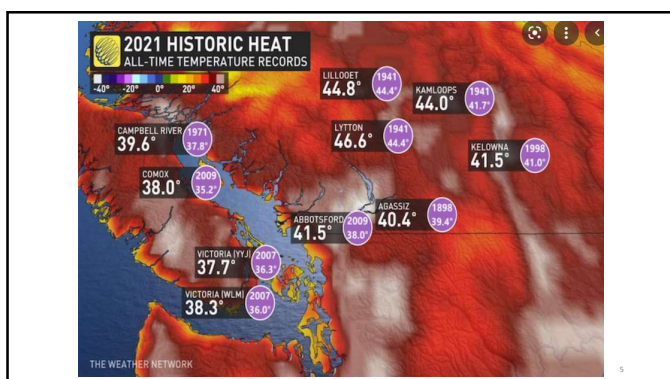 2021 HISTORIC HEAT
ALL-TIME TEMPERATURE RECORDS
-40° -20° 0° 20° 40°
LILLOOET
44.8°
1941
44.4°
KAMLOOPS
44.0°
1941
41.7°
CAMPBELL RIVER
39.6°
1971
37.8°
LYTTON
46.6°
1941
44.4°
KELOWNA
41.5°
1998
41.0°
COMOX
38.0°
2009
35.2°
ABBOTSFORD
41.5°
2009
38.0°
AGASSIZ
40.4°
1898
39.4°
VICTORIA (YYJ)
37.7°
2007
36.3°
VICTORIA (WLM)
38.3°
2007
36.0°
THE WEATHER NETWORK
5